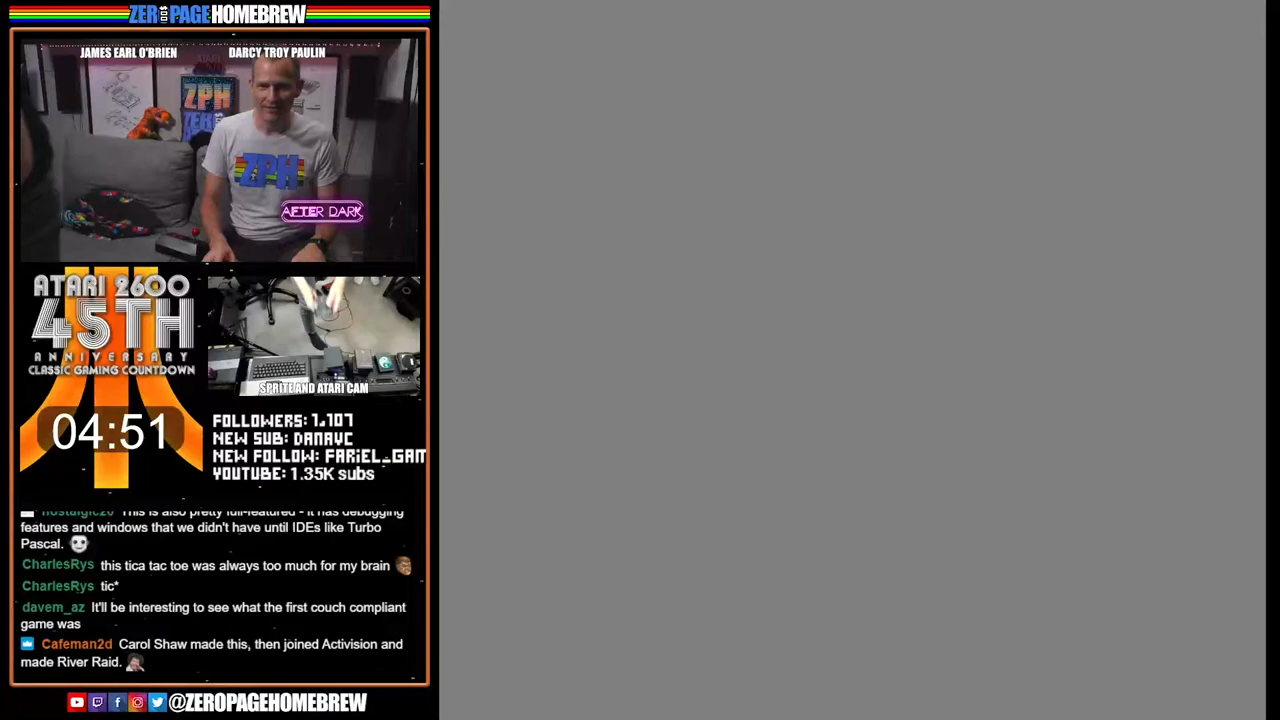 ZEROPAGE HOMEBREW
JAMES EARL O'BRIEN
DARCY TROY PAULIN
ZPH
ZPH
AFTER DARK
ATARI 2600
45TH
ANNIVERSARY
CLASSIC GAMING COUNTDOWN
04:51
SPRITE AND ATARI CAM
FOLLOWERS: 1,107
NEW SUB: DANAYC
NEW FOLLOW: FARIEL_GAM
YOUTUBE: 1.35K subs
nostalgic20 This is also pretty full-featured - it has debugging
features and windows that we didn't have until IDEs like Turbo
Pascal.
CharlesRys this tica tac toe was always too much for my brain
CharlesRys tic*
davem_az It'll be interesting to see what the first couch compliant
game was
Cafeman2d Carol Shaw made this, then joined Activision and
made River Raid.
@ZEROPAGEHOMEBREW